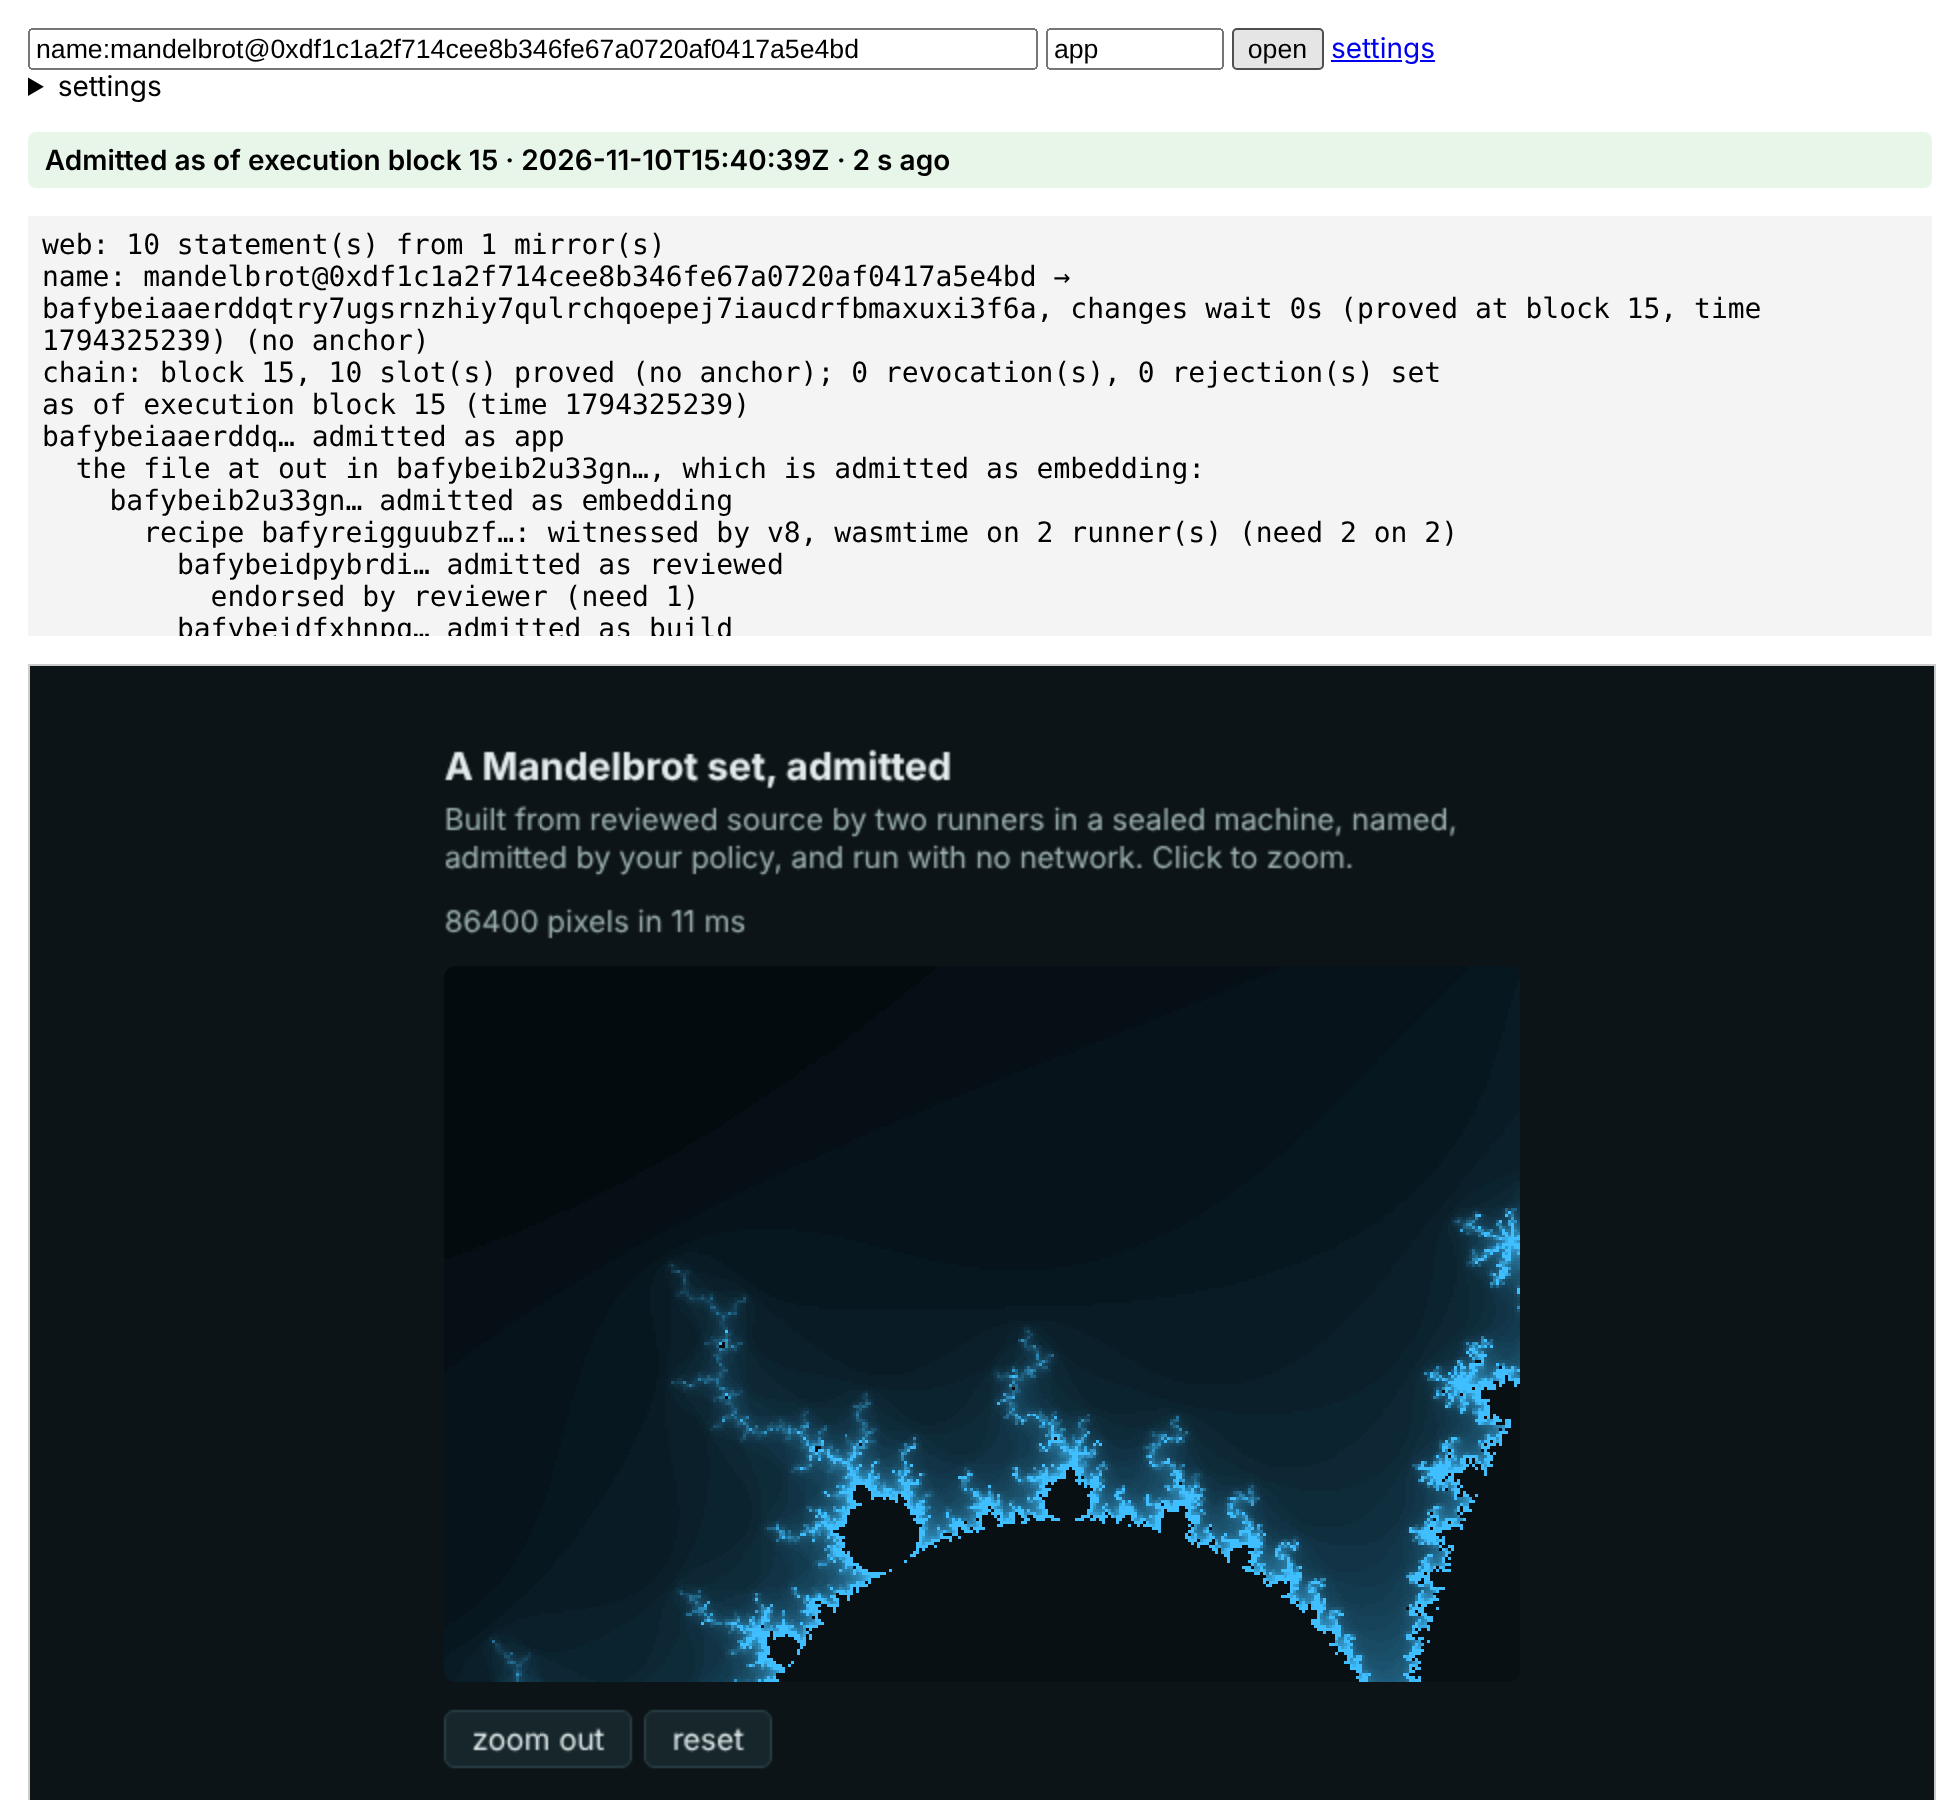 name:mandelbrot@0xdf1c1a2f714cee8b346fe67a0720af0417a5e4bd app open settings
▶ settings
Admitted as of execution block 15 · 2026-11-10T15:40:39Z · 2 s ago
web: 10 statement(s) from 1 mirror(s)
name: mandelbrot@0xdf1c1a2f714cee8b346fe67a0720af0417a5e4bd →
bafybeiaaerddqtry7ugsrnzhiy7qulrchqoepej7iaucdrfbmaxuxi3f6a, changes wait 0s (proved at block 15, time
1794325239) (no anchor)
chain: block 15, 10 slot(s) proved (no anchor); 0 revocation(s), 0 rejection(s) set
as of execution block 15 (time 1794325239)
bafybeiaaerddq… admitted as app
the file at out in bafybeib2u33gn…, which is admitted as embedding:
bafybeib2u33gn… admitted as embedding
recipe bafyreigguubzf…: witnessed by v8, wasmtime on 2 runner(s) (need 2 on 2)
bafybeidpybrdi… admitted as reviewed
endorsed by reviewer (need 1)
bafybeidfxhnpg… admitted as build
A Mandelbrot set, admitted
Built from reviewed source by two runners in a sealed machine, named,
admitted by your policy, and run with no network. Click to zoom.
86400 pixels in 11 ms
zoom out reset